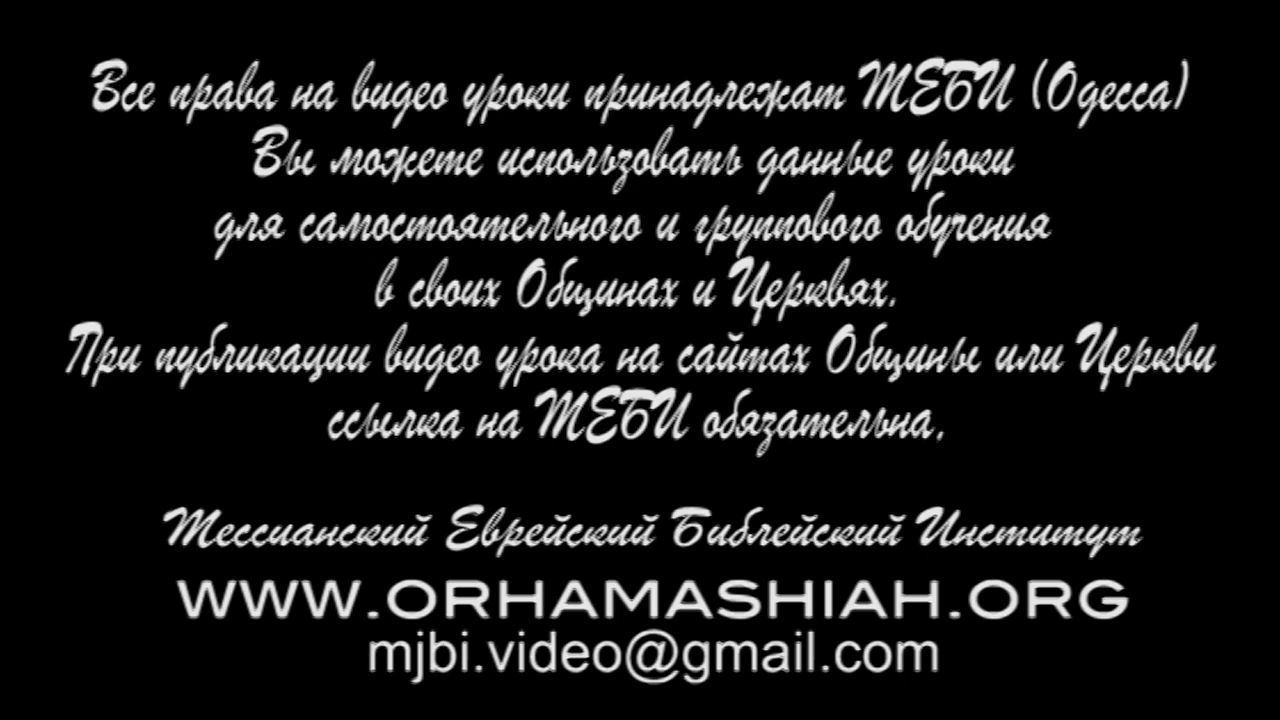 Все права на видео уроки принадлежат МЕБИ (Одесса)
Вы можете использовать данные уроки
для самостоятельного и группового обучения
в своих Общинах и Церквях.
При публикации видео урока на сайтах Общины или Церкви
ссылка на МЕБИ обязательна.
Мессианский Еврейский Библейский Институт
WWW.ORHAMASHIAH.ORG
mjbi.video@gmail.com